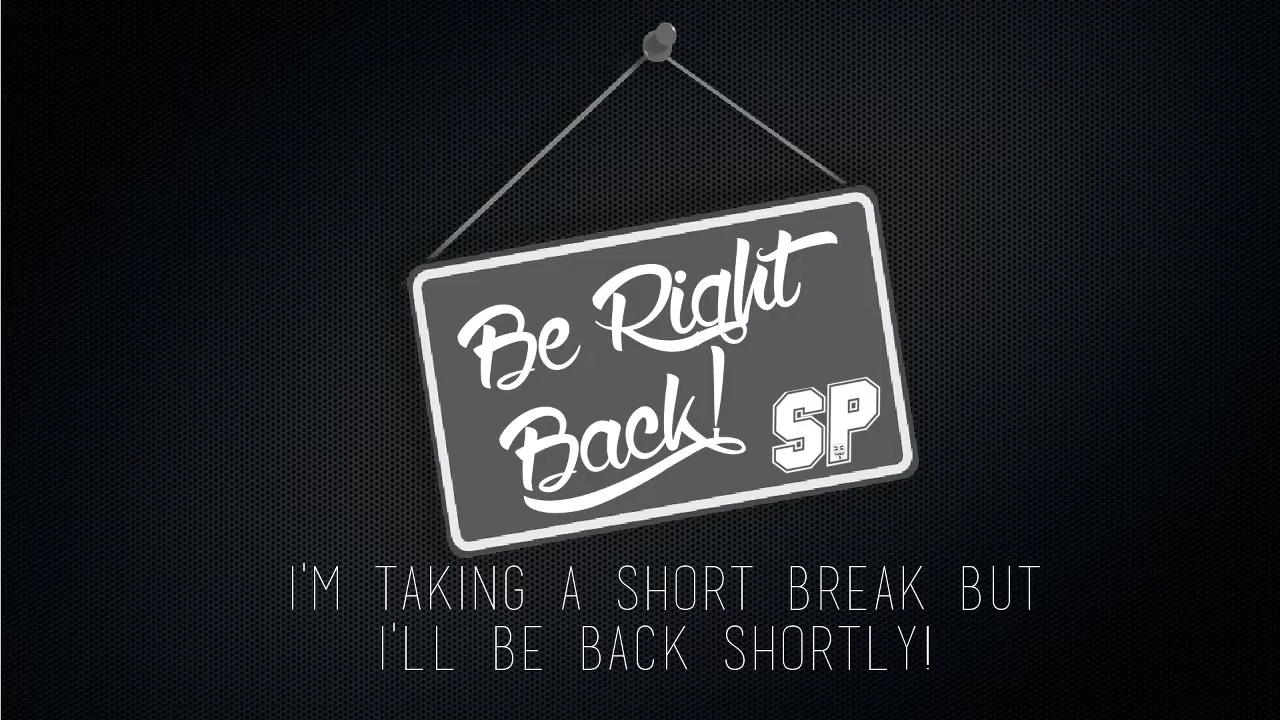 Be Right
Back!
SP
I'M TAKING A SHORT BREAK BUT
I'LL BE BACK SHORTLY!